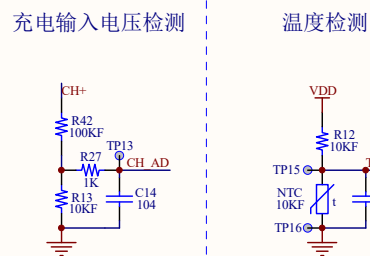 充电输入电压检测
CH+
R42
100KF
TP13
R27
CH_AD
1K
R13
10KF
C14
104
温度检测
VDD
R12
10KF
TP15
NTC
10KF
t
TP16